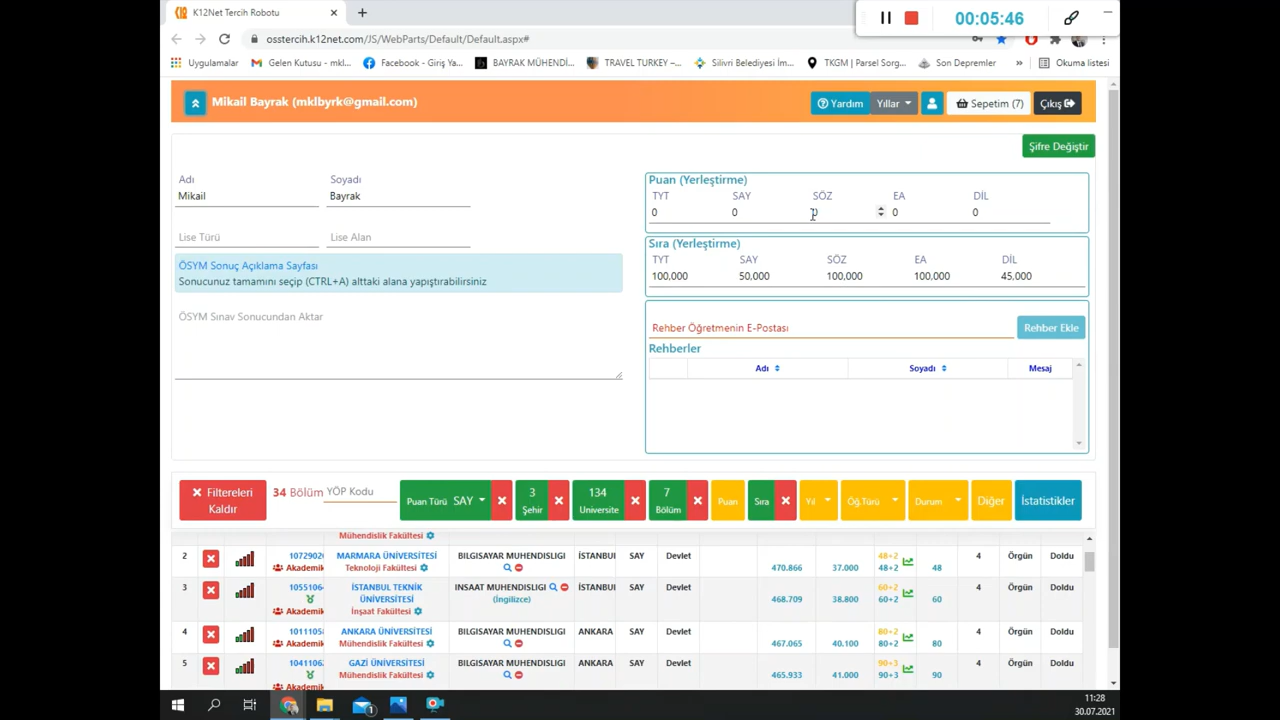 K12Net Tercih Robotu
00:05:46
osstercih.k12net.com/JS/WebParts/Default/Default.aspx#
Uygulamalar Gelen Kutusu - mkl... Facebook - Giriş Ya... BAYRAK MÜHENDİ... TRAVEL TURKEY –... Silivri Belediyesi İm... TKGM | Parsel Sorg... Son Depremler » Okuma listesi
Mikail Bayrak (mklbyrk@gmail.com) Yardım Yıllar Sepetim (7) Çıkış
Şifre Değiştir
Adı Soyadı
Mikail Bayrak
Lise Türü Lise Alan
ÖSYM Sonuç Açıklama Sayfası
Sonucunuz tamamını seçip (CTRL+A) alttaki alana yapıştırabilirsiniz
ÖSYM Sınav Sonucundan Aktar
Puan (Yerleştirme)
TYT SAY SÖZ EA DİL
0 0 0 0 0
Sıra (Yerleştirme)
TYT SAY SÖZ EA DİL
100,000 50,000 100,000 100,000 45,000
Rehber Öğretmenin E-Postası Rehber Ekle
Rehberler
Adı Soyadı Mesaj
Filtreleri Kaldır 34 Bölüm YÖP Kodu Puan Türü SAY 3 Şehir 134 Universite 7 Bölüm Puan Sıra Yıl Öğ.Türü Durum Diğer İstatistikler
Mühendislik Fakültesi
2 1072902 MARMARA ÜNİVERSİTESİ BILGISAYAR MUHENDISLIGI İSTANBUL SAY Devlet 48+2 4 Örgün Doldu
Akademik Teknoloji Fakültesi 470.866 37.000 48+2 48
3 1055106 İSTANBUL TEKNİK ÜNİVERSİTESİ INSAAT MUHENDISLIGI İSTANBUL SAY Devlet 60+2 4 Örgün Doldu
(İngilizce) 60+2
Akademik İnşaat Fakültesi 468.709 38.800 60
4 1011105 ANKARA ÜNİVERSİTESİ BILGISAYAR MUHENDISLIGI ANKARA SAY Devlet 80+2 4 Örgün Doldu
Akademik Mühendislik Fakültesi 467.065 40.100 80+2 80
5 1041106 GAZİ ÜNİVERSİTESİ BILGISAYAR MUHENDISLIGI ANKARA SAY Devlet 90+3 4 Örgün Doldu
Mühendislik Fakültesi 465.933 41.000 90+3 90
Akademik
1
11:28
30.07.2021